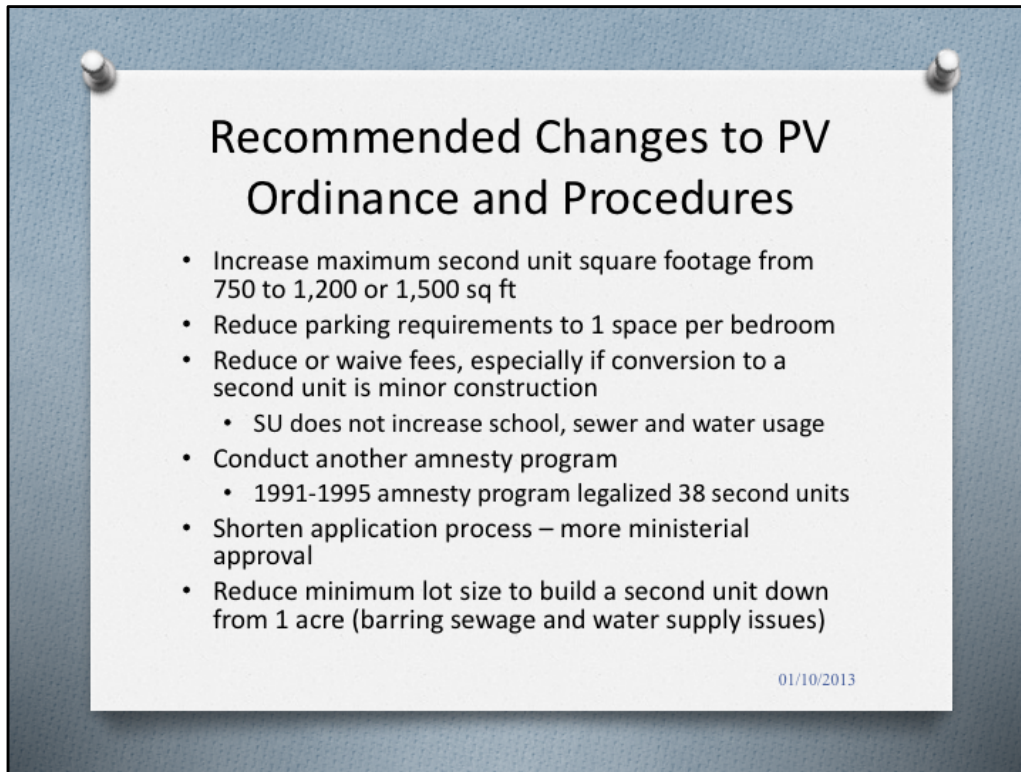 Recommended Changes to PV
Ordinance and Procedures
• Increase maximum second unit square footage from
750 to 1,200 or 1,500 sq ft
• Reduce parking requirements to 1 space per bedroom
• Reduce or waive fees, especially if conversion to a
second unit is minor construction
• SU does not increase school, sewer and water usage
• Conduct another amnesty program
• 1991-1995 amnesty program legalized 38 second units
• Shorten application process – more ministerial
approval
• Reduce minimum lot size to build a second unit down
from 1 acre (barring sewage and water supply issues)
01/10/2013